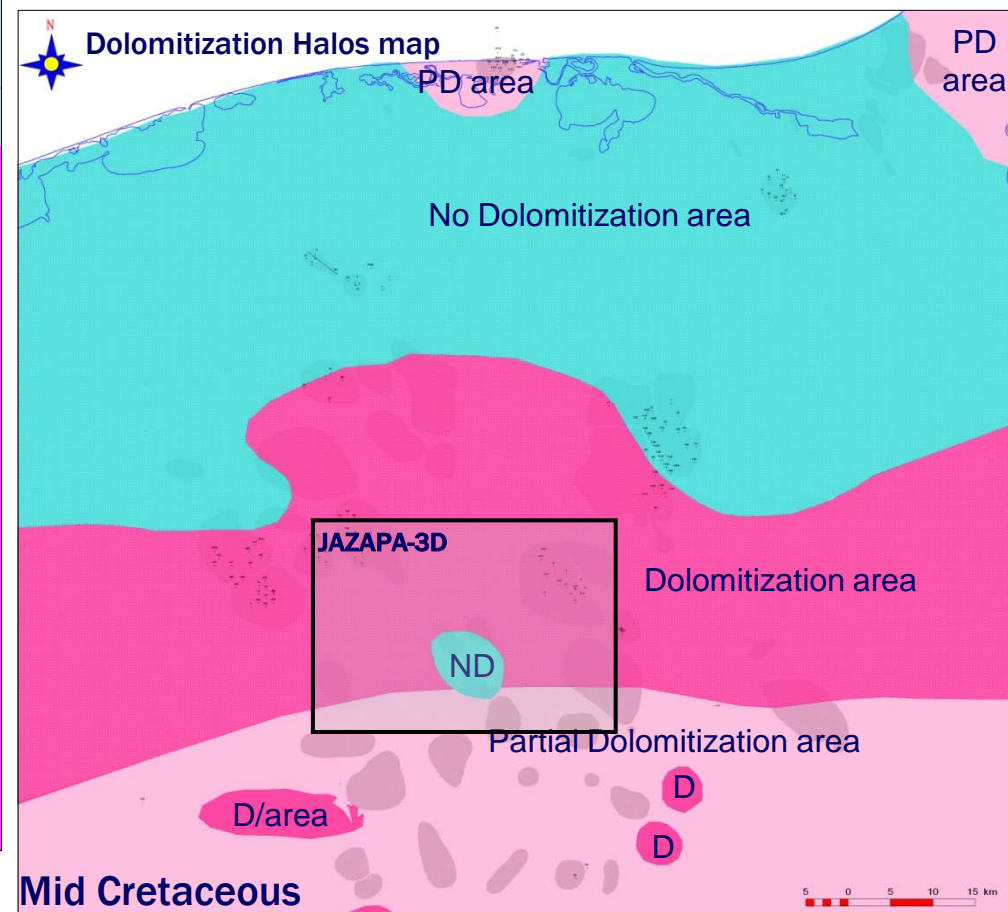 N
Dolomitization Halos map
PD area
PD
area
No Dolomitization area
JAZAPA-3D
Dolomitization area
ND
Partial Dolomitization area
D
D/area
D
Mid Cretaceous
5 0 5 10 15 km